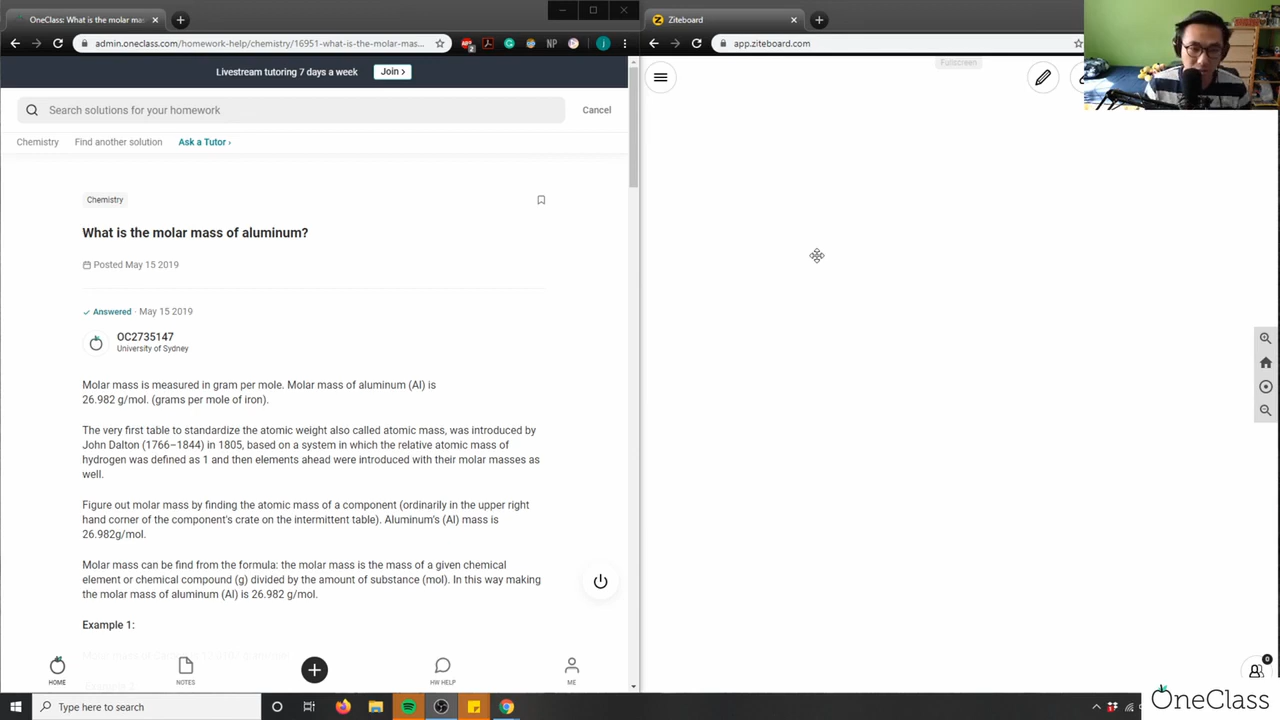 OneClass: What is the molar mas
Ziteboard
admin.oneclass.com/homework-help/chemistry/16951-what-is-the-molar-mas...
NP
j
app.ziteboard.com
Fullscreen
Livestream tutoring 7 days a week
Join ›
Search solutions for your homework
Cancel
Chemistry
Find another solution
Ask a Tutor ›
Chemistry
What is the molar mass of aluminum?
Posted May 15 2019
Answered · May 15 2019
OC2735147
University of Sydney
Molar mass is measured in gram per mole. Molar mass of aluminum (Al) is
26.982 g/mol. (grams per mole of iron).
The very first table to standardize the atomic weight also called atomic mass, was introduced by
John Dalton (1766–1844) in 1805, based on a system in which the relative atomic mass of
hydrogen was defined as 1 and then elements ahead were introduced with their molar masses as
well.
Figure out molar mass by finding the atomic mass of a component (ordinarily in the upper right
hand corner of the component's crate on the intermittent table). Aluminum's (Al) mass is
26.982g/mol.
Molar mass can be find from the formula: the molar mass is the mass of a given chemical
element or chemical compound (g) divided by the amount of substance (mol). In this way making
the molar mass of aluminum (Al) is 26.982 g/mol.
Example 1:
HOME
NOTES
HW HELP
ME
0
Type here to search
OneClass